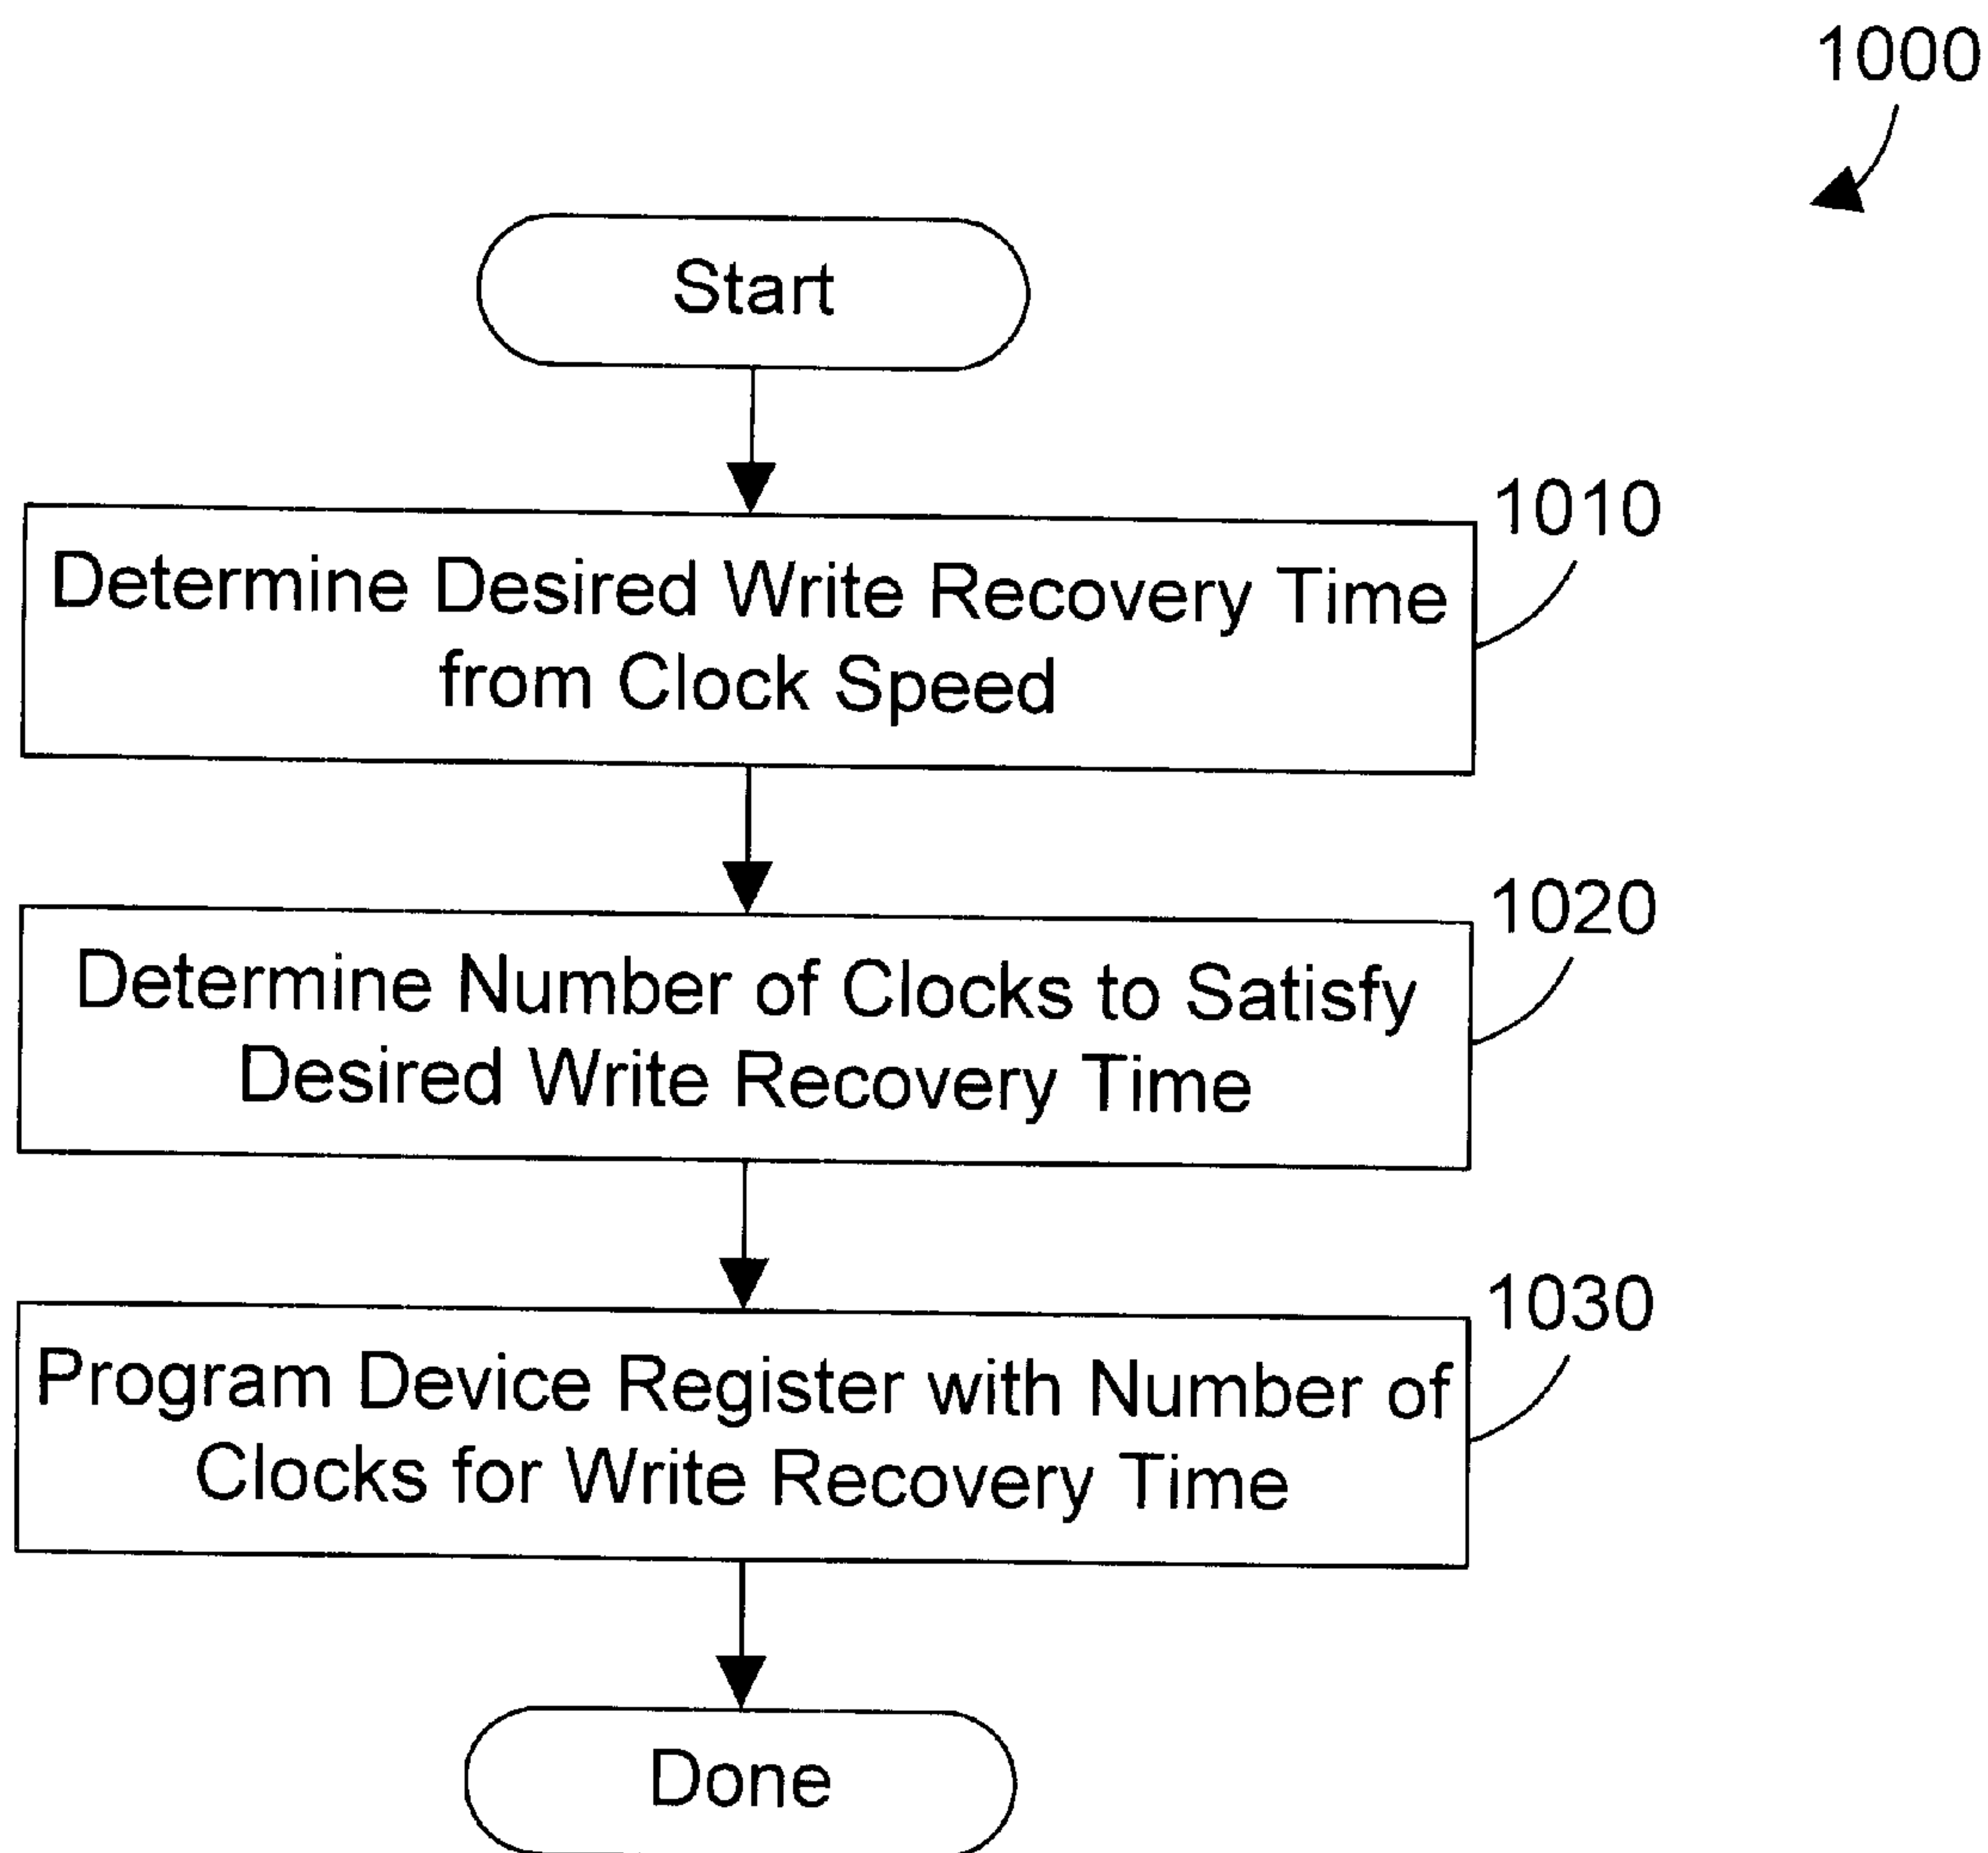 1000
Start
1010
Determine Desired Write Recovery Time
from Clock Speed
1020
Determine Number of Clocks to Satisfy
Desired Write Recovery Time
1030
Program Device Register with Number of
Clocks for Write Recovery Time
Done